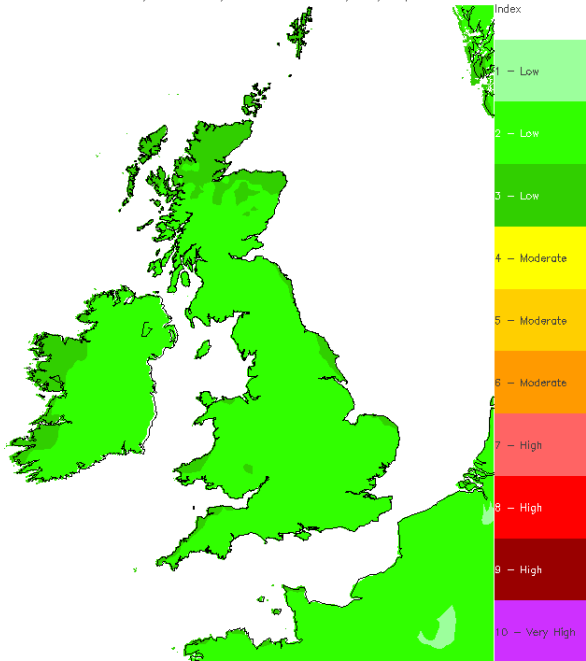 Index
1 - Low
2 - Low
3 - Low
4 - Moderate
5 - Moderate
6 - Moderate
7 - High
8 - High
9 - High
10 - Very High